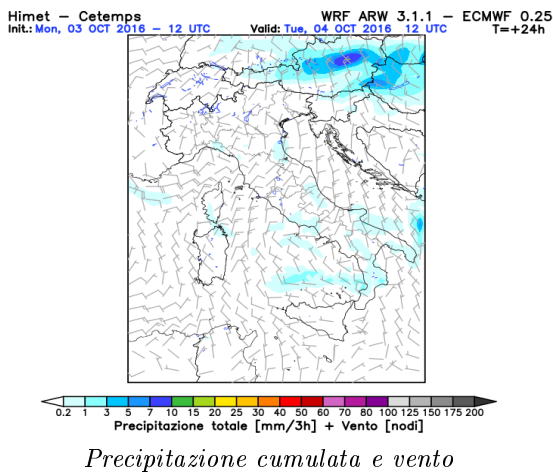 Himet – Cetemps WRF ARW 3.1.1 – ECMWF 0.25
Init.: Mon, 03 OCT 2016 – 12 UTC Valid: Tue, 04 OCT 2016 12 UTC T=+24h
0.2 1 3 5 7 10 15 20 25 30 40 50 60 70 80 100 125 150 175 200
Precipitazione totale [mm/3h] + Vento [nodi]
Precipitazione cumulata e vento